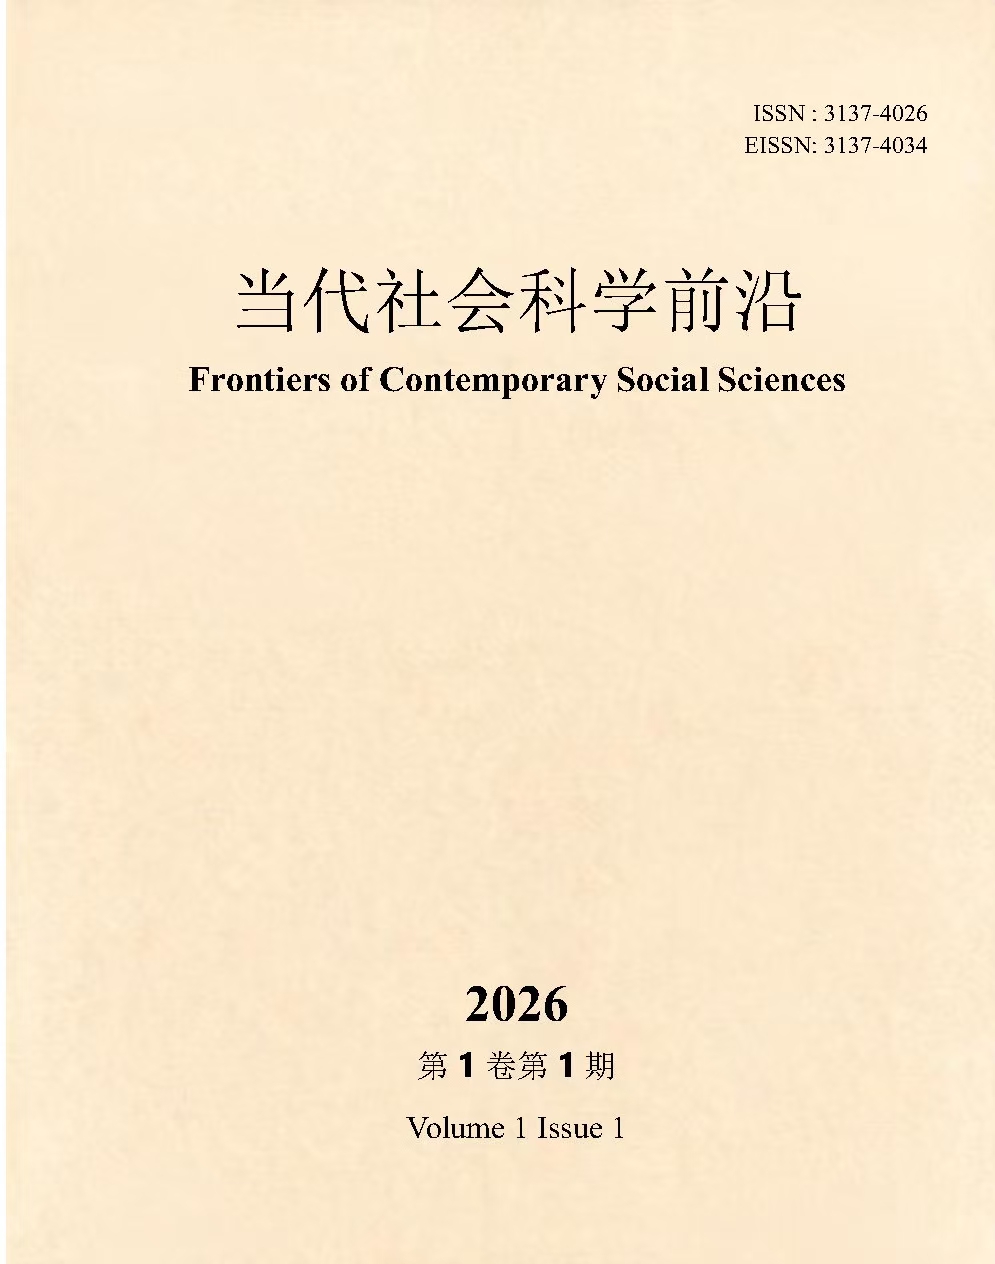 ISSN : 3137-4026
EISSN: 3137-4034
当代社会科学前沿
Frontiers of Contemporary Social Sciences
2026
第 1 卷第 1 期
Volume 1 Issue 1